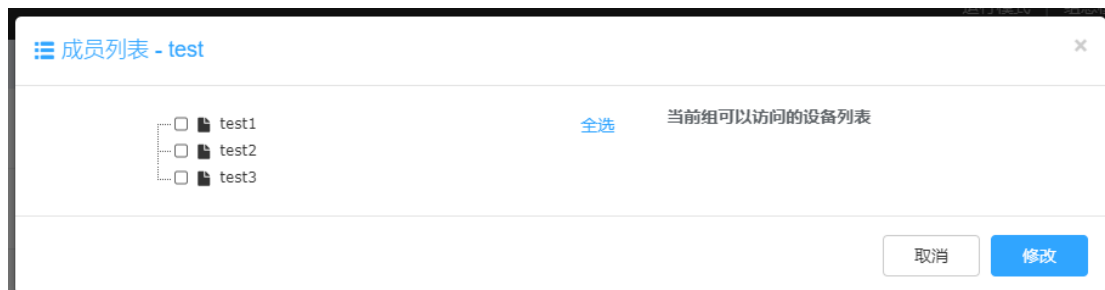 成员列表 - test
×
test1
全选
当前组可以访问的设备列表
test2
test3
取消
修改